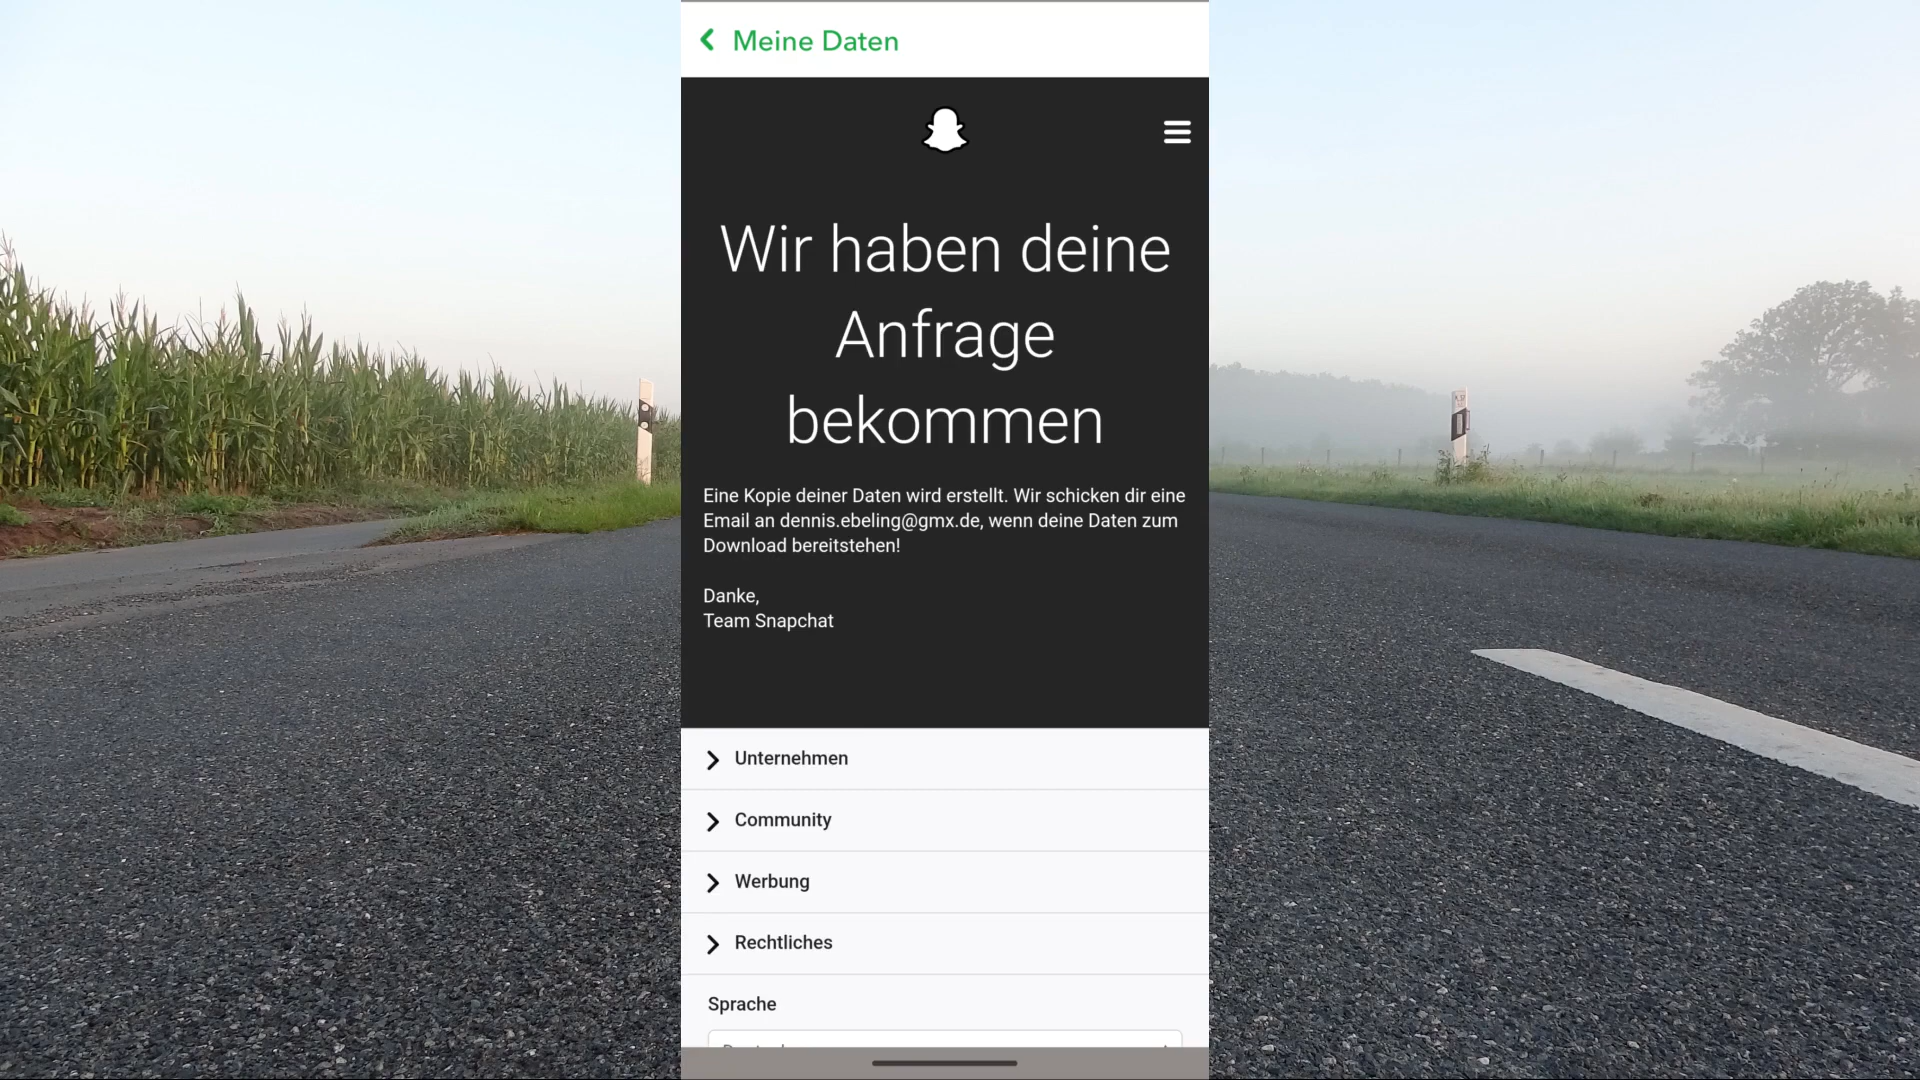 Meine Daten
Wir haben deine
Anfrage
bekommen
Eine Kopie deiner Daten wird erstellt. Wir schicken dir eine
Email an dennis.ebeling@gmx.de, wenn deine Daten zum
Download bereitstehen!
Danke,
Team Snapchat
Unternehmen
Community
Werbung
Rechtliches
Sprache